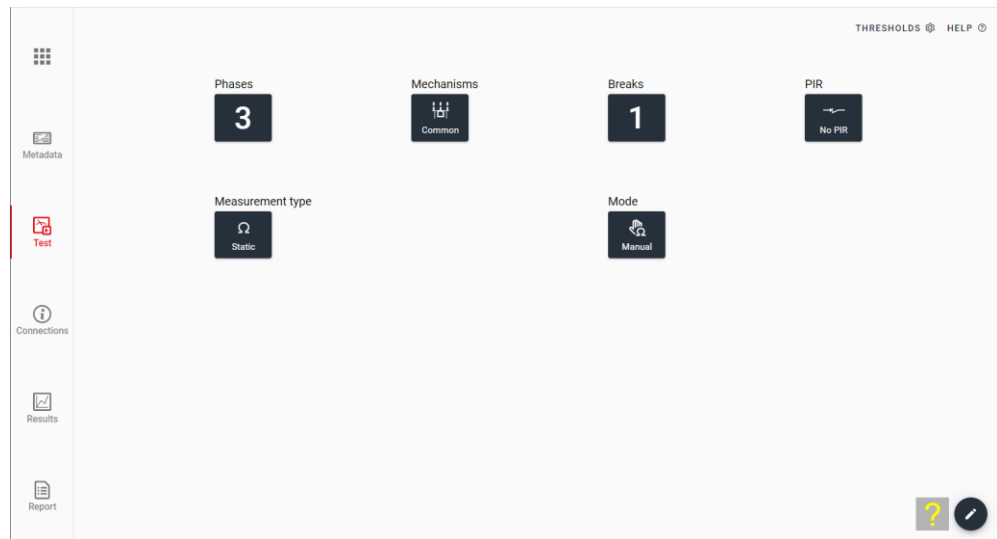 THRESHOLDS HELP ?
Phases
Mechanisms
Breaks
PIR
3
Common
1
No PIR
Metadata
Measurement type
Mode
Ω
Static
Ω
Manual
Test
i
Connections
Results
Report
?